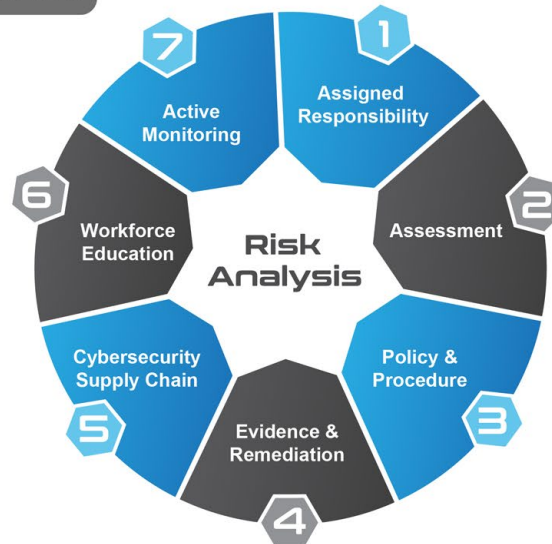 Risk
Analysis
1
Assigned
Responsibility
2
Assessment
3
Policy &
Procedure
4
Evidence &
Remediation
5
Cybersecurity
Supply Chain
6
Workforce
Education
7
Active
Monitoring